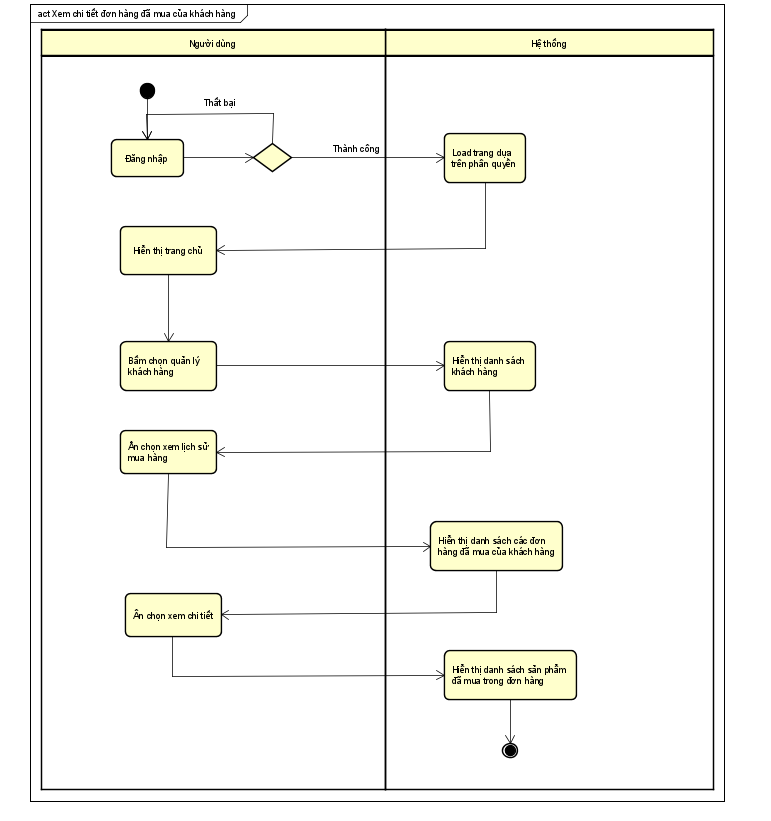 act Xem chi tiết đơn hàng đã mua của khách hàng
Người dùng
Hệ thống
Thất bại
Đăng nhập
Thành công
Load trang dua
trên phân quyền
Hiển thị trang chủ
Bấm chọn quản lý
khách hàng
Hiển thị danh sách
khách hàng
Ấn chọn xem lịch sử
mua hàng
Hiển thị danh sách các đơn
hàng đã mua của khách hàng
Ấn chọn xem chi tiết
Hiển thị danh sách sản phẩm
đã mua trong đơn hàng